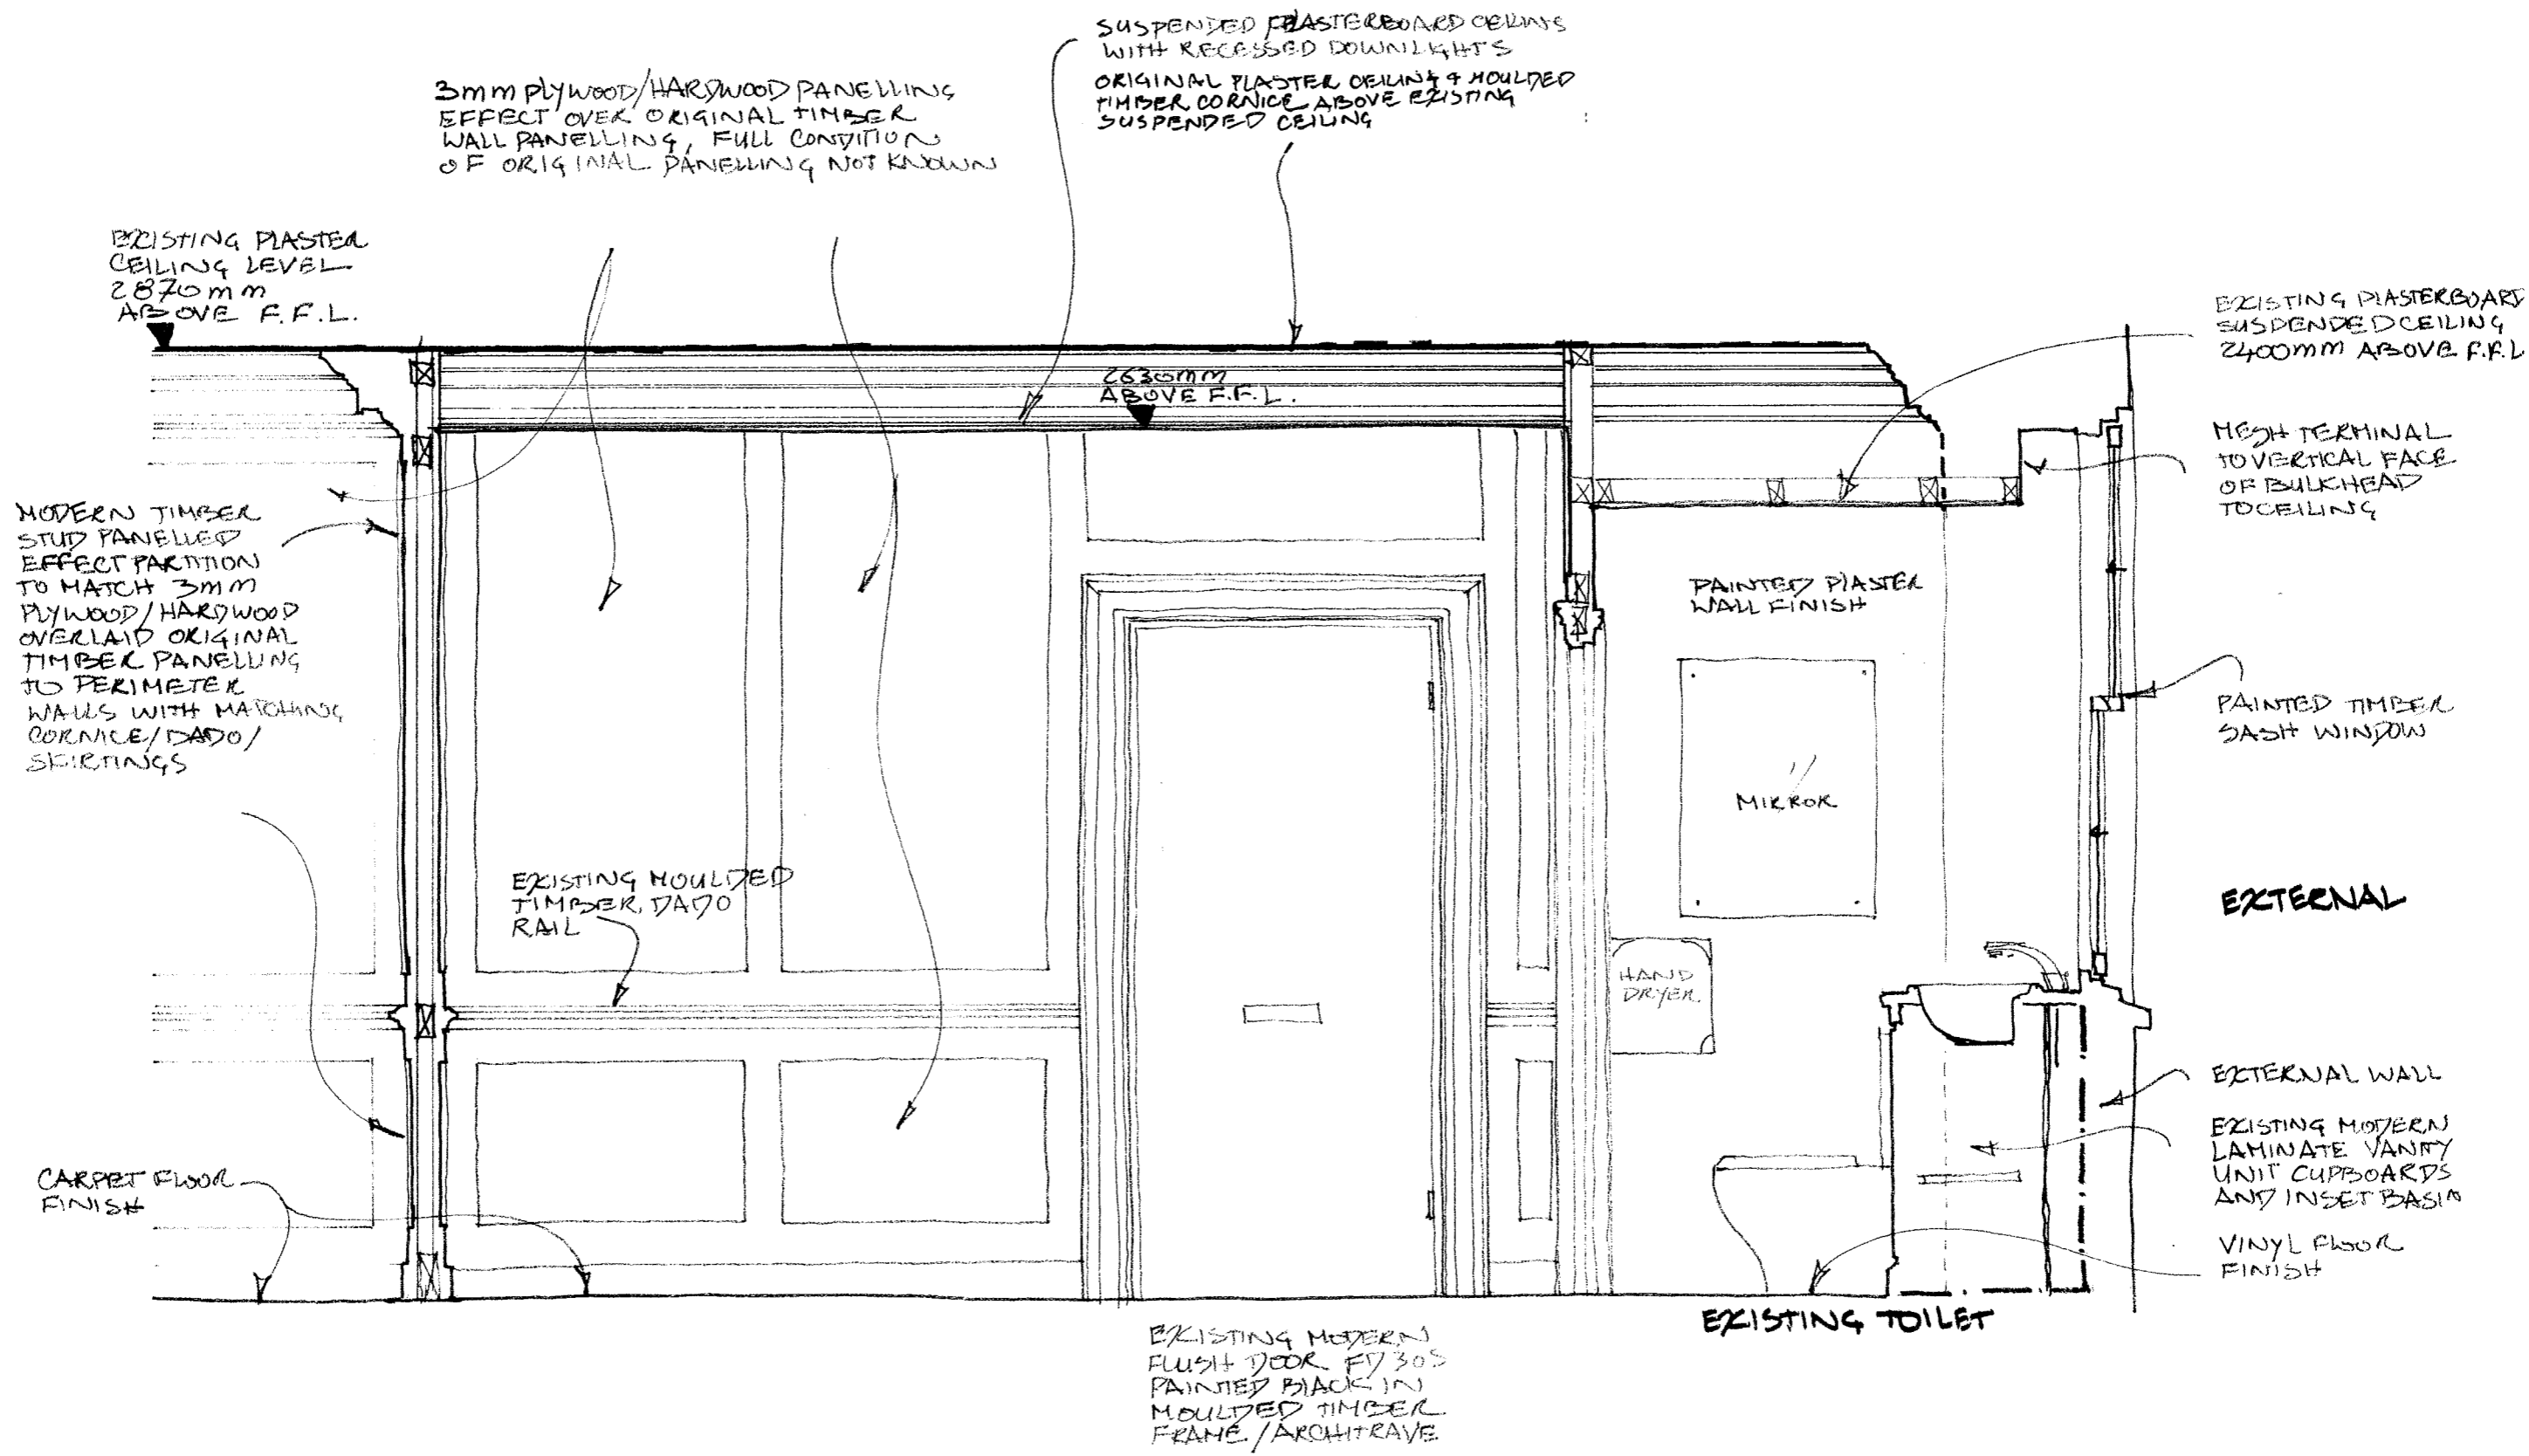 SUSPENDED PLASTERBOARD CEILING
WITH RECESSED DOWNLIGHTS
ORIGINAL PLASTER CEILING & MOULDED
TIMBER CORNICE ABOVE EXISTING
SUSPENDED CEILING
3mm PLYWOOD/HARDWOOD PANELLING
EFFECT OVER ORIGINAL TIMBER
WALL PANELLING, FULL CONDITION
OF ORIGINAL PANELLING NOT KNOWN
EXISTING PLASTER
CEILING LEVEL
2870mm
ABOVE F.F.L.
EXISTING PLASTERBOARD
SUSPENDED CEILING
2400mm ABOVE F.F.L
2630mm
ABOVE F.F.L.
MESH TERMINAL
TO VERTICAL FACE
OF BULKHEAD
TO CEILING
MODERN TIMBER
STUD PANELLED
EFFECT PARTITION
TO MATCH 3mm
PLYWOOD/HARDWOOD
OVERLAID ORIGINAL
TIMBER PANELLING
TO PERIMETER
WALLS WITH MATCHING
CORNICE/DADO/
SKIRTINGS
PAINTED PLASTER
WALL FINISH
PAINTED TIMBER
SASH WINDOW
MIRROR
EXISTING MOULDED
TIMBER DADO
RAIL
EXTERNAL
HAND
DRYER
EXTERNAL WALL
EXISTING MODERN
LAMINATE VANITY
UNIT CUPBOARDS
AND INSET BASIN
CARPET FLOOR
FINISH
VINYL FLOOR
FINISH
EXISTING TOILET
EXISTING MODERN
FLUSH DOOR FD30S
PAINTED BLACK IN
MOULDED TIMBER
FRAME/ARCHITRAVE